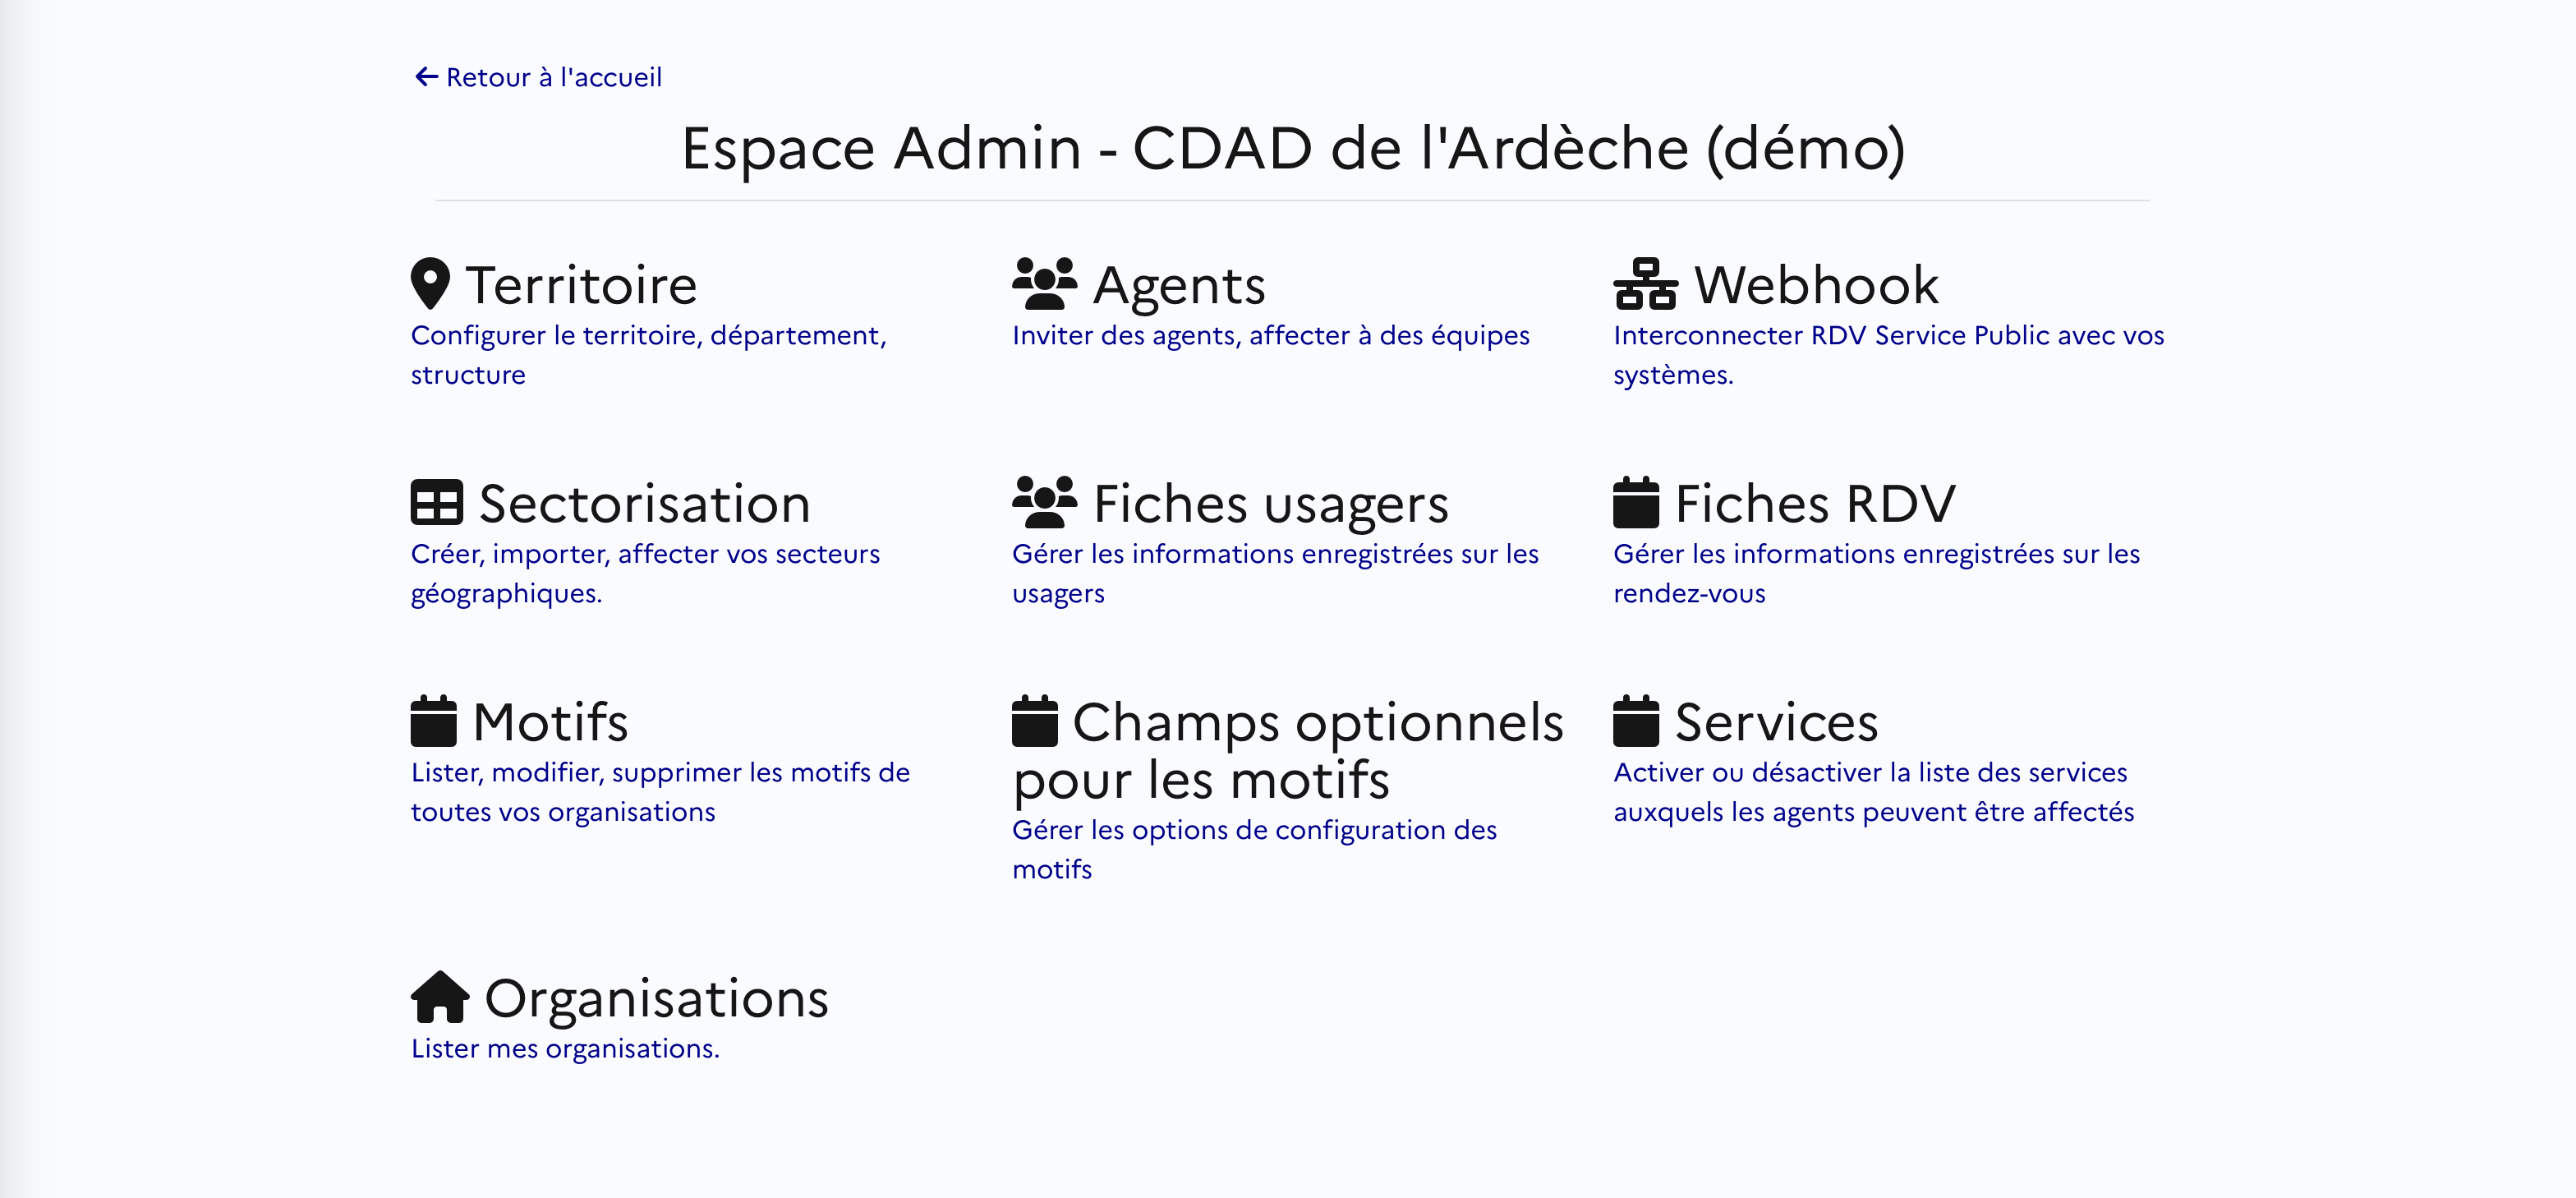 Retour à l'accueil
Espace Admin - CDAD de l'Ardèche (démo)
Territoire
Configurer le territoire, département,
structure
Agents
Inviter des agents, affecter à des équipes
Webhook
Interconnecter RDV Service Public avec vos
systèmes.
Sectorisation
Créer, importer, affecter vos secteurs
géographiques.
Fiches usagers
Gérer les informations enregistrées sur les
usagers
Fiches RDV
Gérer les informations enregistrées sur les
rendez-vous
Motifs
Lister, modifier, supprimer les motifs de
toutes vos organisations
Champs optionnels
pour les motifs
Gérer les options de configuration des
motifs
Services
Activer ou désactiver la liste des services
auxquels les agents peuvent être affectés
Organisations
Lister mes organisations.